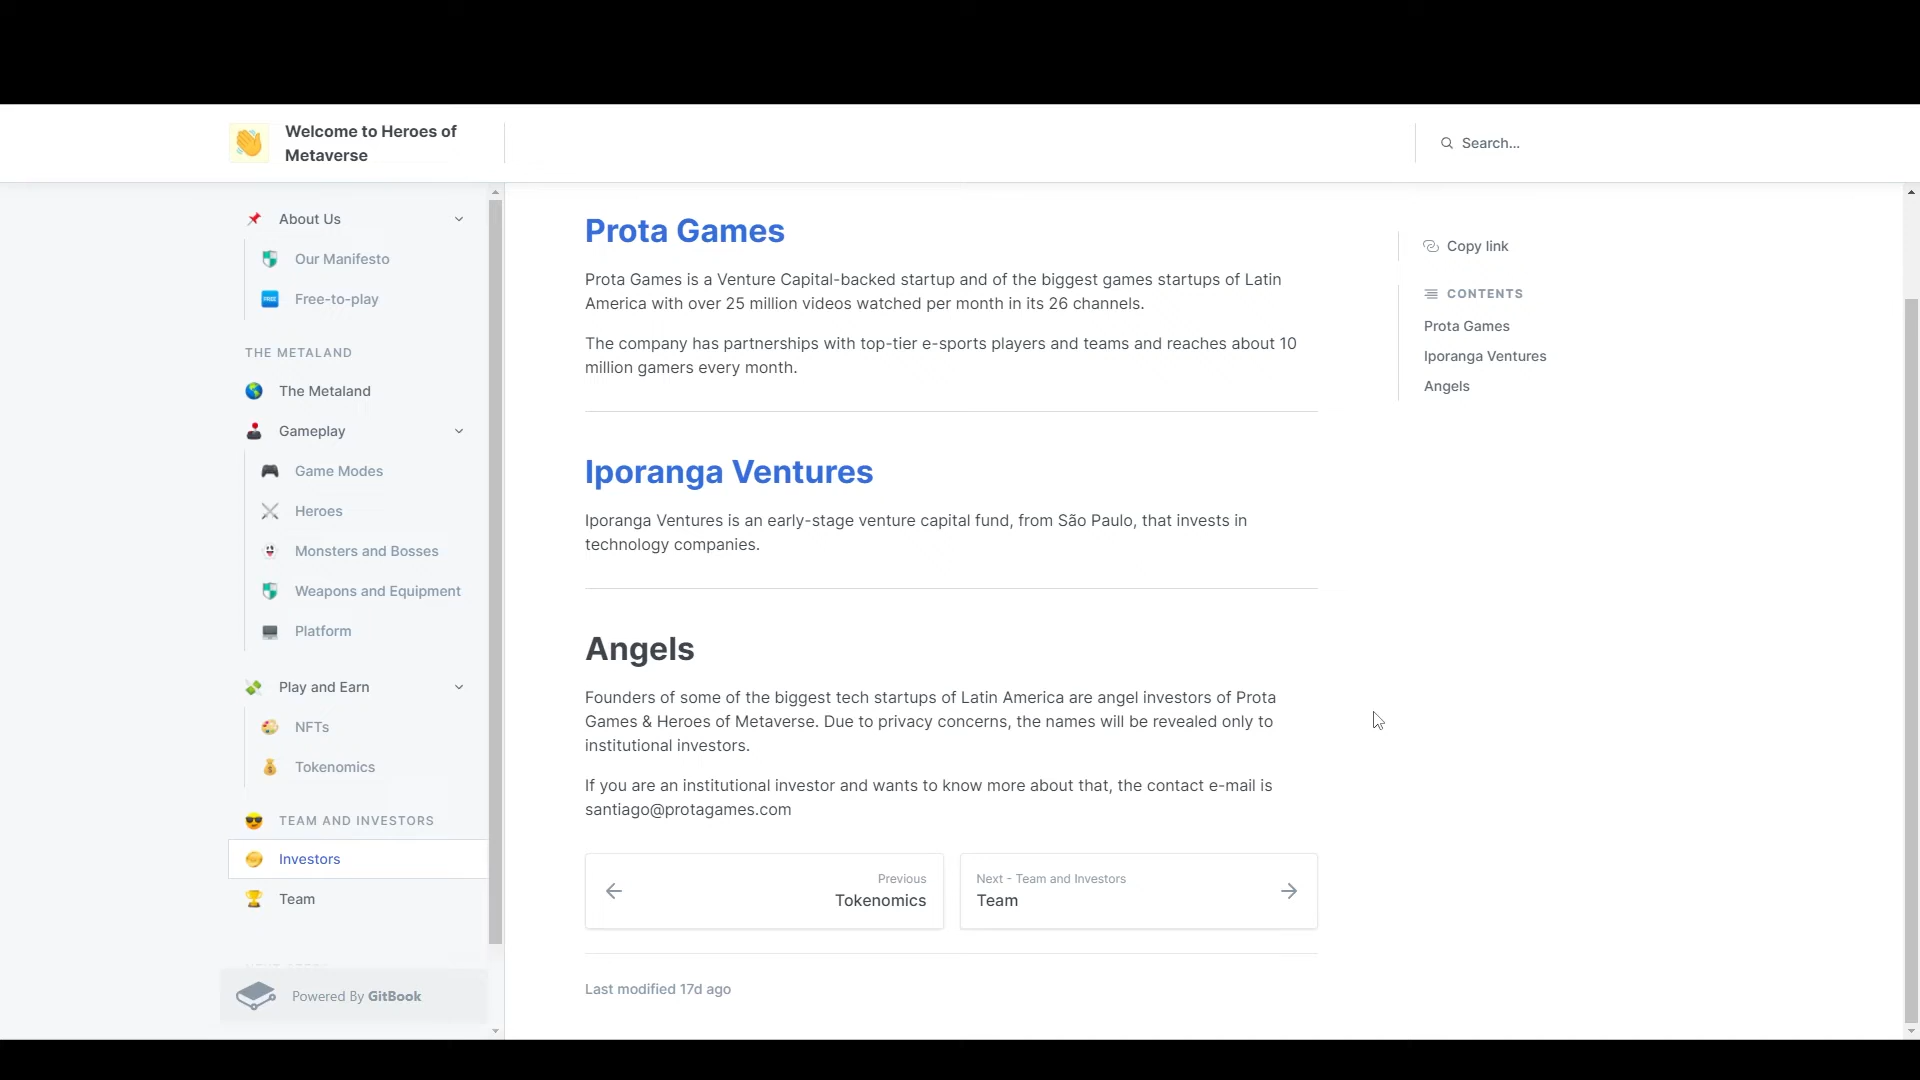 Welcome to Heroes of
Metaverse
Search...
About Us
Our Manifesto
FREE
Free-to-play
THE METALAND
The Metaland
Gameplay
Game Modes
Heroes
Monsters and Bosses
Weapons and Equipment
Platform
Play and Earn
NFTs
Tokenomics
TEAM AND INVESTORS
Investors
Team
Powered By GitBook
Prota Games
Prota Games is a Venture Capital-backed startup and of the biggest games startups of Latin
America with over 25 million videos watched per month in its 26 channels.
The company has partnerships with top-tier e-sports players and teams and reaches about 10
million gamers every month.
Iporanga Ventures
Iporanga Ventures is an early-stage venture capital fund, from São Paulo, that invests in
technology companies.
Angels
Founders of some of the biggest tech startups of Latin America are angel investors of Prota
Games & Heroes of Metaverse. Due to privacy concerns, the names will be revealed only to
institutional investors.
If you are an institutional investor and wants to know more about that, the contact e-mail is
santiago@protagames.com
Previous
Tokenomics
Next - Team and Investors
Team
Last modified 17d ago
Copy link
CONTENTS
Prota Games
Iporanga Ventures
Angels